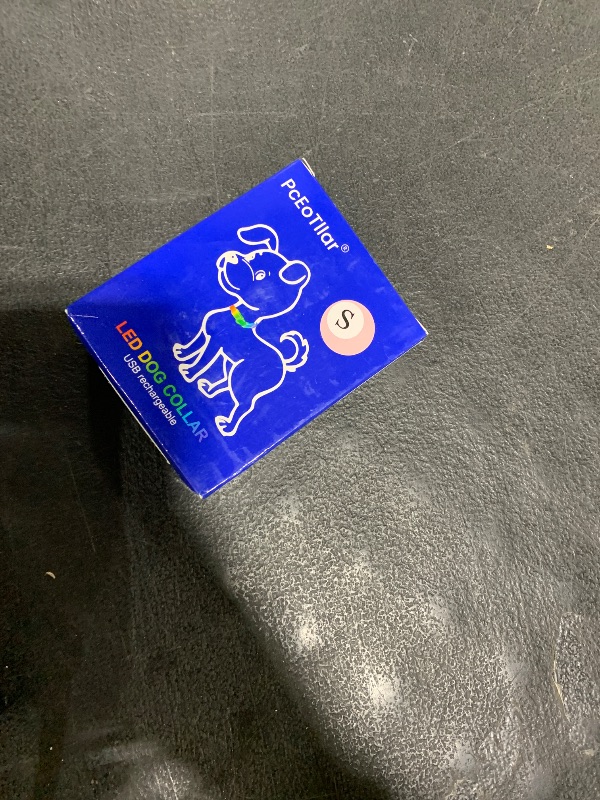 PcEoTllar®
S
LED DOG COLLAR
USB rechargeable